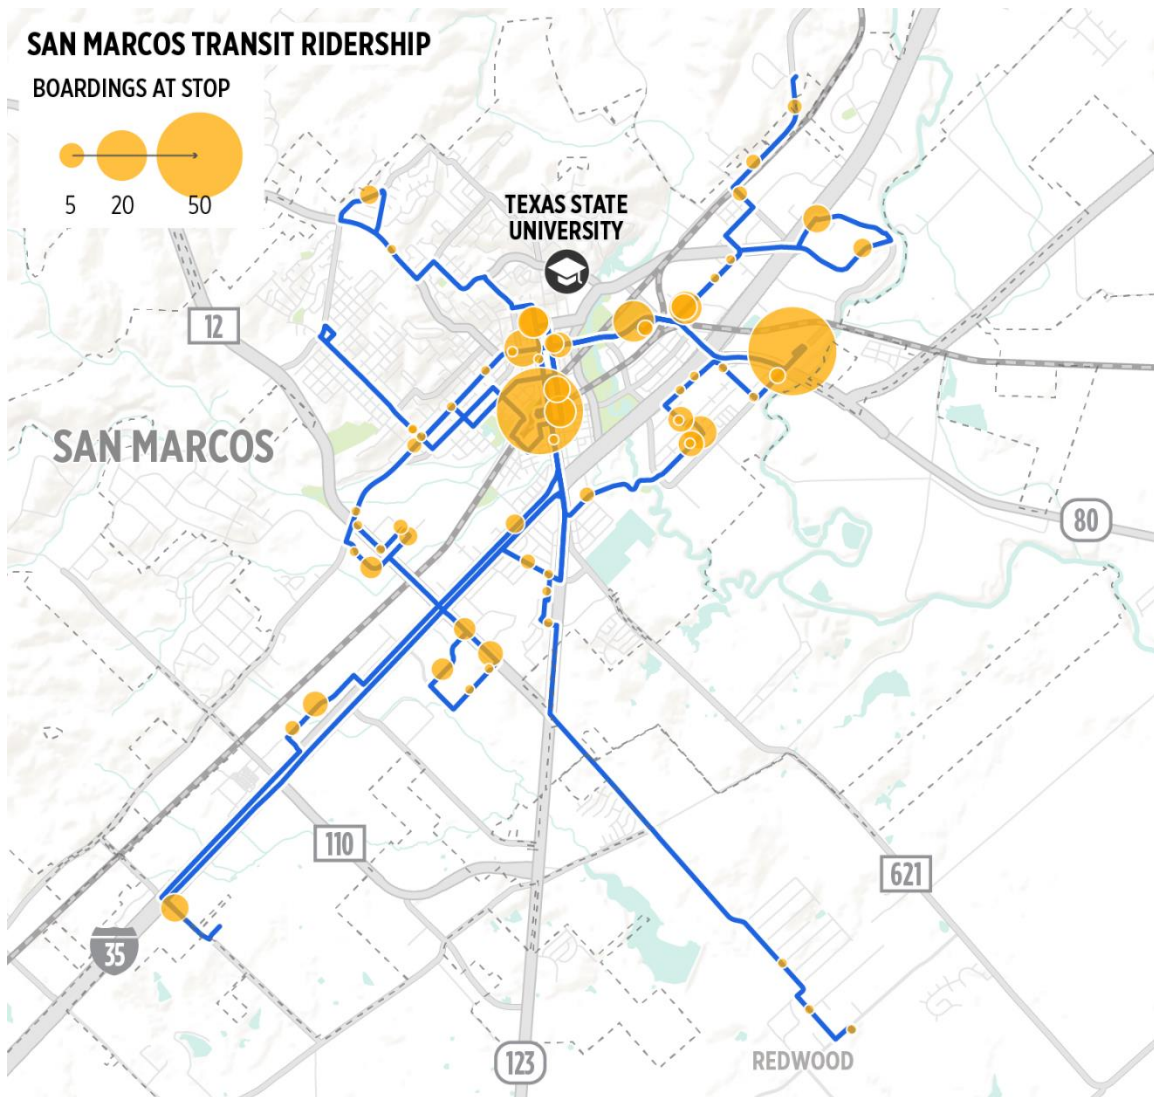 SAN MARCOS TRANSIT RIDERSHIP
BOARDINGS AT STOP
5 20 50
TEXAS STATE
UNIVERSITY
12
SAN MARCOS
80
110
621
35
123
REDWOOD